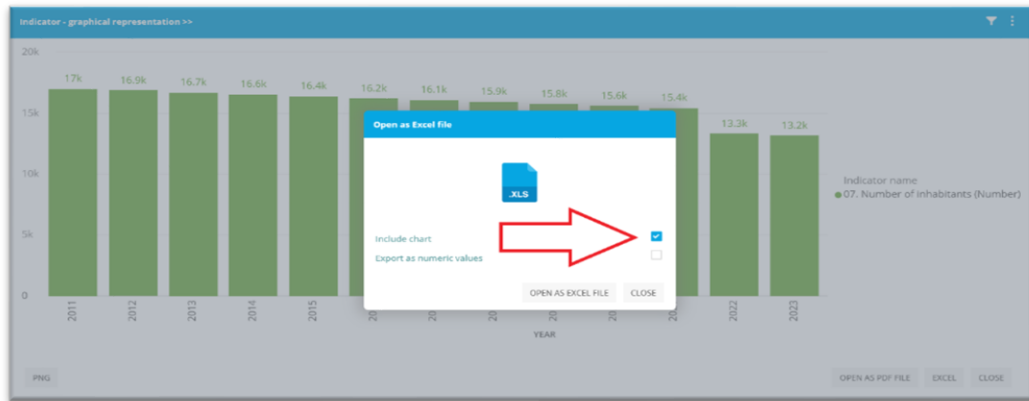 Indicator - graphical representation >>
20k
17k
16.9k
16.7k
16.6k
16.4k
16.2k
16.1k
15.9k
15.8k
15.6k
15.4k
13.3k
13.2k
15k
10k
5k
0
Open as Excel file
.XLS
Include chart
Export as numeric values
OPEN AS EXCEL FILE
CLOSE
Indicator name
07. Number of inhabitants (Number)
2011
2012
2013
2014
2015
2022
2023
YEAR
PNG
OPEN AS PDF FILE
EXCEL
CLOSE